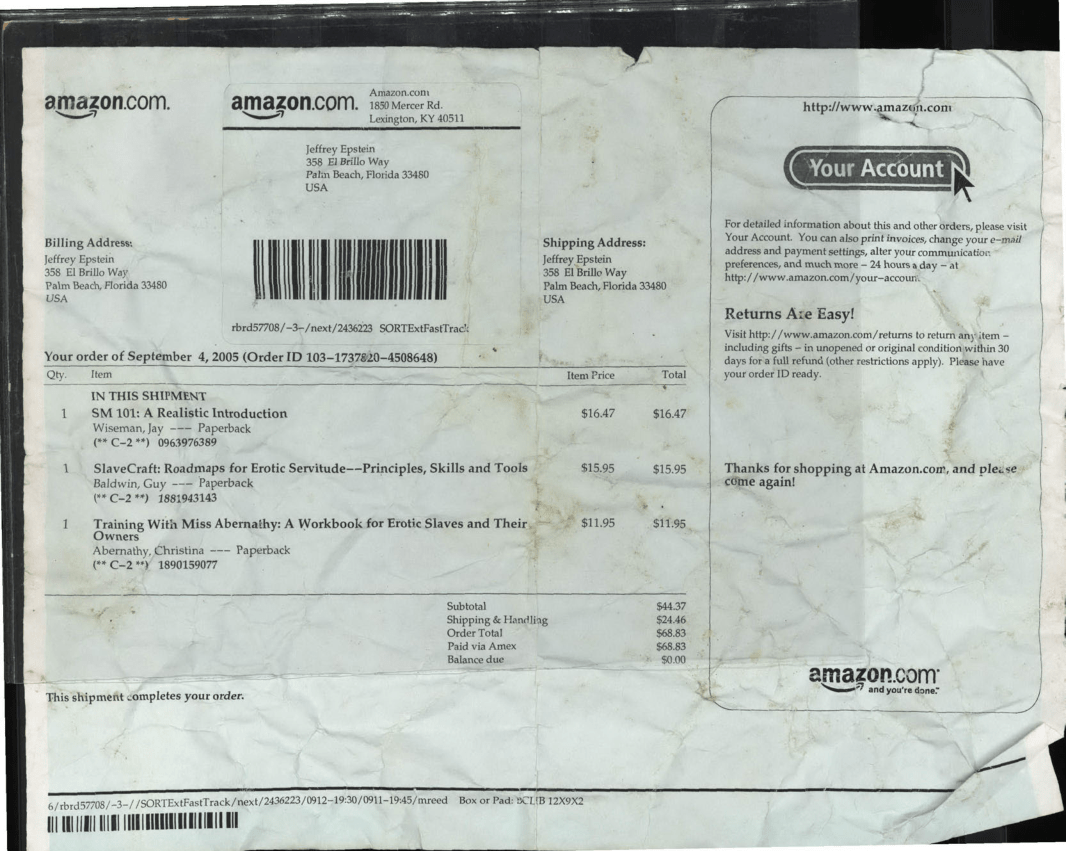 amazon.com.
amazon.com.
Amazon.com
1850 Mercer Rd.
Lexington, KY 40511
Jeffrey Epstein
358 El Brillo Way
Palm Beach, Florida 33480
USA
Billing Address:
Jeffrey Epstein
358 El Brillo Way
Palm Beach, Florida 33480
USA
rbrd57708/-3-/next/2436223 SORTExtFastTrack
Shipping Address:
Jeffrey Epstein
358 El Brillo Way
Palm Beach, Florida 33480
USA
Your order of September 4, 2005 (Order ID 103-1737820-4508648)
Qty. Item Item Price Total
IN THIS SHIPMENT
1 SM 101: A Realistic Introduction $16.47 $16.47
Wiseman, Jay --- Paperback
(** C-2 **) 0963976389
1 SlaveCraft: Roadmaps for Erotic Servitude--Principles, Skills and Tools $15.95 $15.95
Baldwin, Guy --- Paperback
(** C-2 **) 1881943143
1 Training With Miss Abernathy: A Workbook for Erotic Slaves and Their $11.95 $11.95
Owners
Abernathy, Christina --- Paperback
(** C-2 **) 1890159077
Subtotal $44.37
Shipping & Handling $24.46
Order Total $68.83
Paid via Amex $68.83
Balance due $0.00
This shipment completes your order.
http://www.amazon.com
Your Account
For detailed information about this and other orders, please visit
Your Account. You can also print invoices, change your e-mail
address and payment settings, alter your communication
preferences, and much more - 24 hours a day - at
http://www.amazon.com/your-account.
Returns Are Easy!
Visit http://www.amazon.com/returns to return any item -
including gifts - in unopened or original condition within 30
days for a full refund (other restrictions apply). Please have
your order ID ready.
Thanks for shopping at Amazon.com, and please
come again!
amazon.com
and you're done.™
6/rbrd57708/-3-//SORTExtFastTrack/next/2436223/0912-19:30/0911-19:45/mreed Box or Pad: 12X9X2